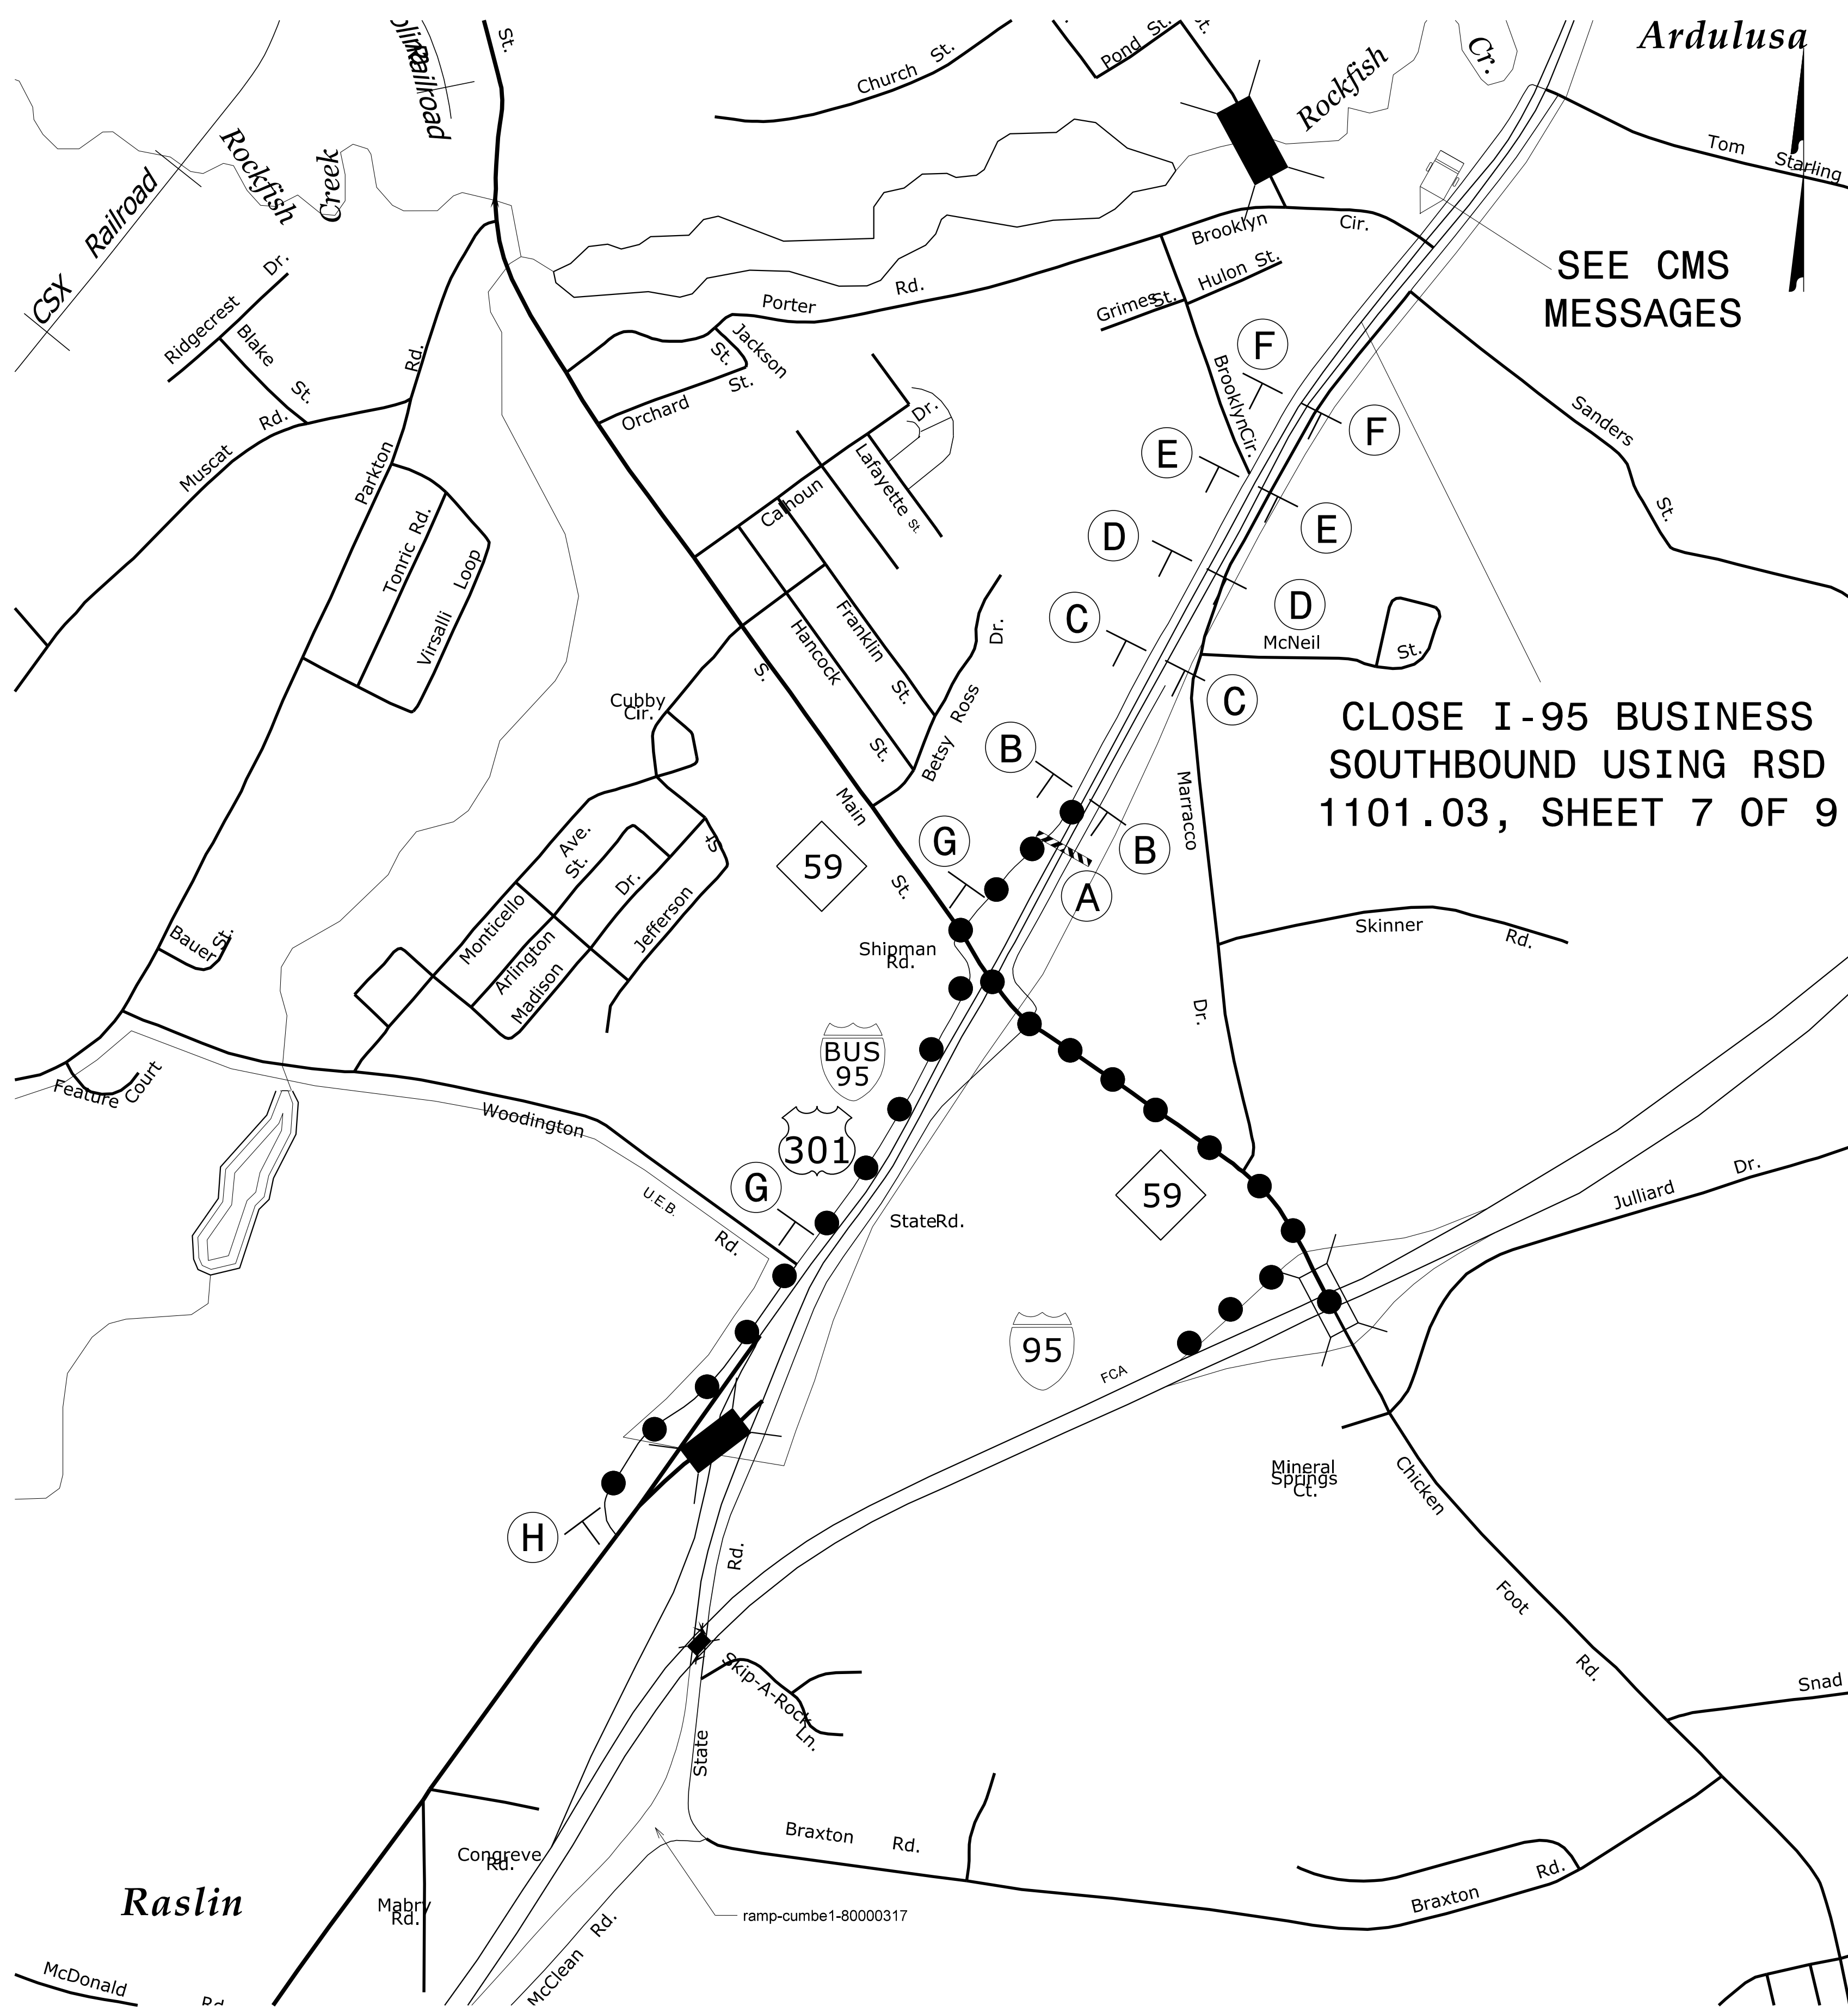 Ardulusa
St.
Railroad
Church St.
Pond St.
St.
Rockfish
Cr.
Tom Starling
Rockfish
Creek
CSX Railroad
Brooklyn Cir.
SEE CMS
MESSAGES
Ridgecrest Dr.
Blake St.
Muscat Rd.
Parkton Rd.
Porter Rd.
Hulon St.
Grimes St.
Jackson St.
Orchard St.
Brooklyn Cir.
F
F
Sanders St.
Calhoun Dr.
Lafayette St.
E
E
Tonric Rd.
Virsalli Loop
D
D
Hancock St.
Franklin St.
Betsy Ross Dr.
C
C
McNeil St.
Cubby
Cir.
CLOSE I-95 BUSINESS
SOUTHBOUND USING RSD
1101.03, SHEET 7 OF 9
B
B
S. Main St.
Marracco Dr.
59
G
A
Monticello Ave.
Arlington St.
Madison Dr.
Jefferson St
Bauer St.
Shipman
Rd.
Skinner Rd.
BUS
95
Feature Court
Woodington Rd.
301
U.E.B.
G
State Rd.
59
Julliard Dr.
95
FCA
Mineral
Springs
Ct.
Chicken Foot Rd.
H
State Rd.
Skip-A-Rock Ln.
Snad
Braxton Rd.
Congreve
Rd.
Braxton Rd.
Raslin
Mabry
Rd.
ramp-cumbe1-80000317
McClean Rd.
McDonald Rd